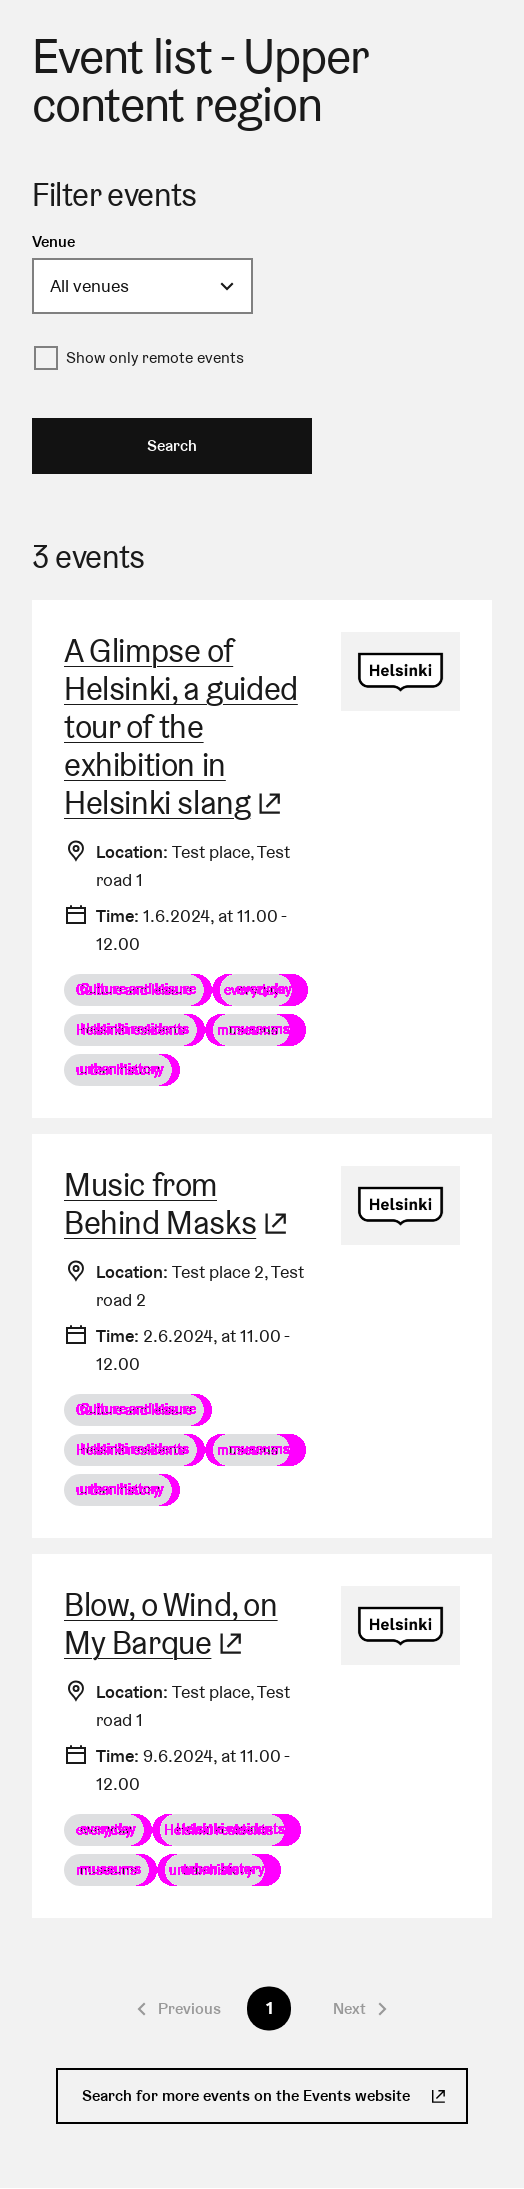 Event list - Upper
content region
Filter events
Venue
All venues
Show only remote events
Search
3 events
A Glimpse of
Helsinki, a guided
tour of the
exhibition in
Helsinki slang
Helsinki
Location: Test place, Test
road 1
Time: 1.6.2024, at 11.00 -
12.00
Culture and leisure everyday
Helsinki residents museums
urban history
Music from
Behind Masks
Helsinki
Location: Test place 2, Test
road 2
Time: 2.6.2024, at 11.00 -
12.00
Culture and leisure
Helsinki residents museums
urban history
Blow, o Wind, on
My Barque
Helsinki
Location: Test place, Test
road 1
Time: 9.6.2024, at 11.00 -
12.00
everyday Helsinki residents
museums urban history
Previous 1 Next
Search for more events on the Events website